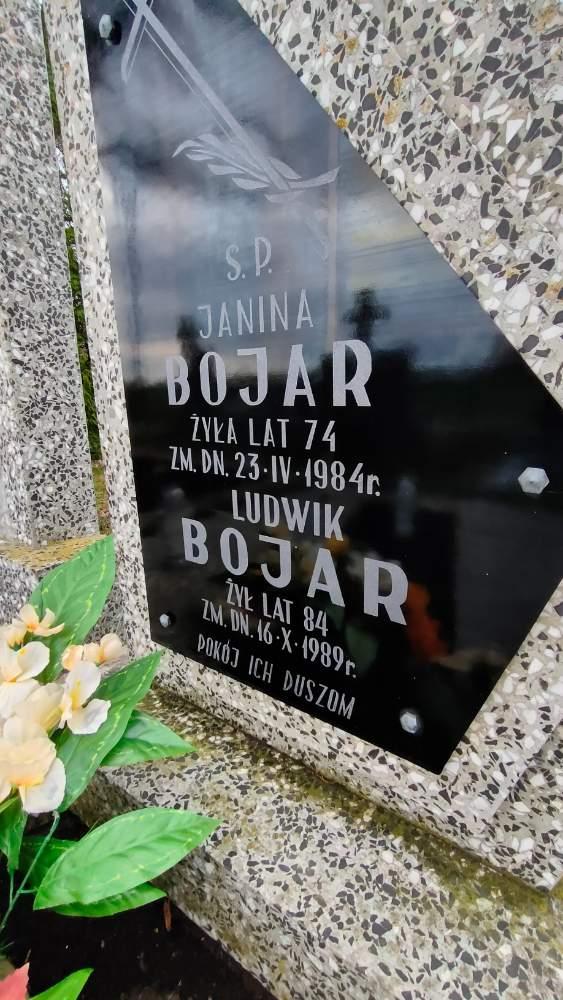 Ś.P.
JANINA
BOJAR
ŻYŁA LAT 74
ZM. DN. 23·IV·1984r.
LUDWIK
BOJAR
ŻYŁ LAT 84
ZM. DN. 16·X·1989r.
POKÓJ ICH DUSZOM